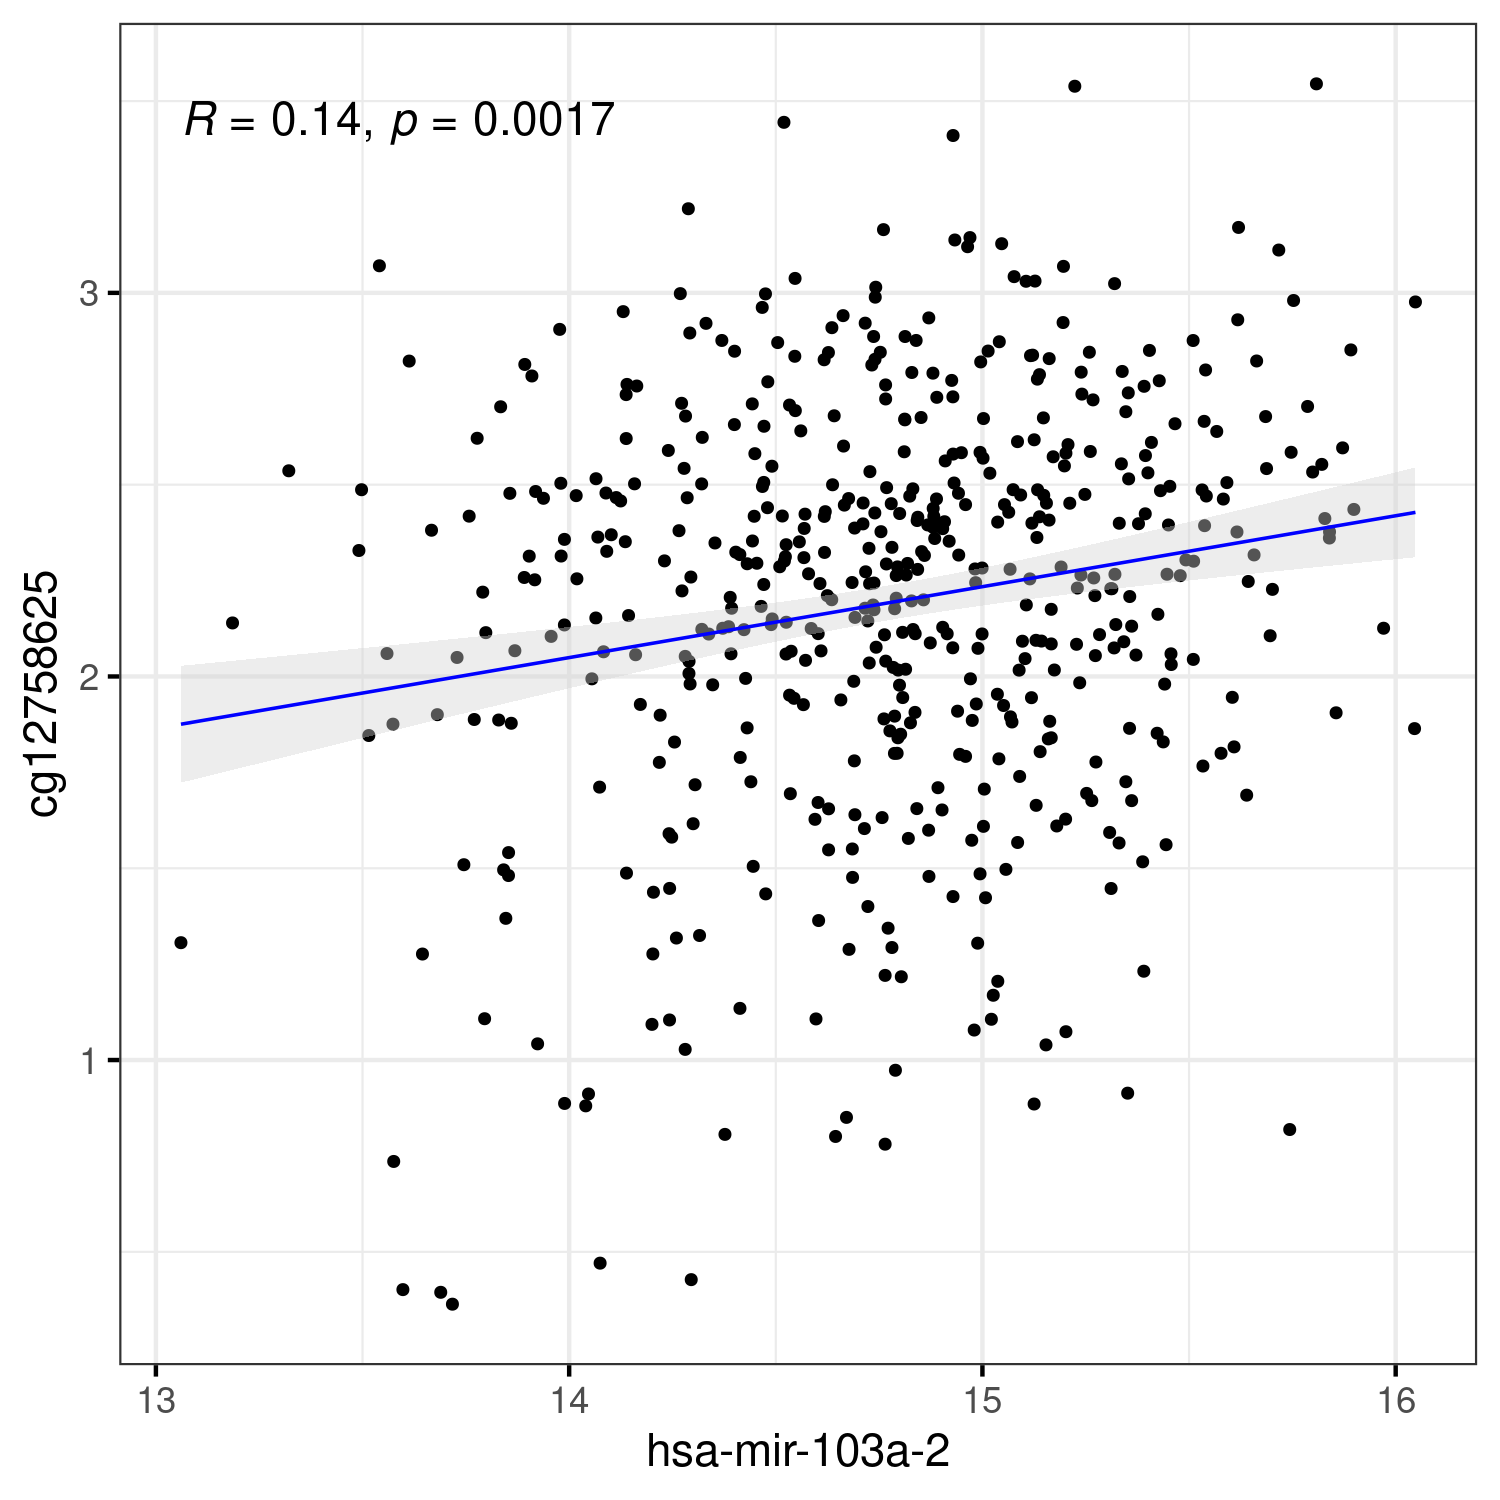 R = 0.14, p = 0.0017
3
2
1
cg12758625
13 14 15 16
hsa-mir-103a-2